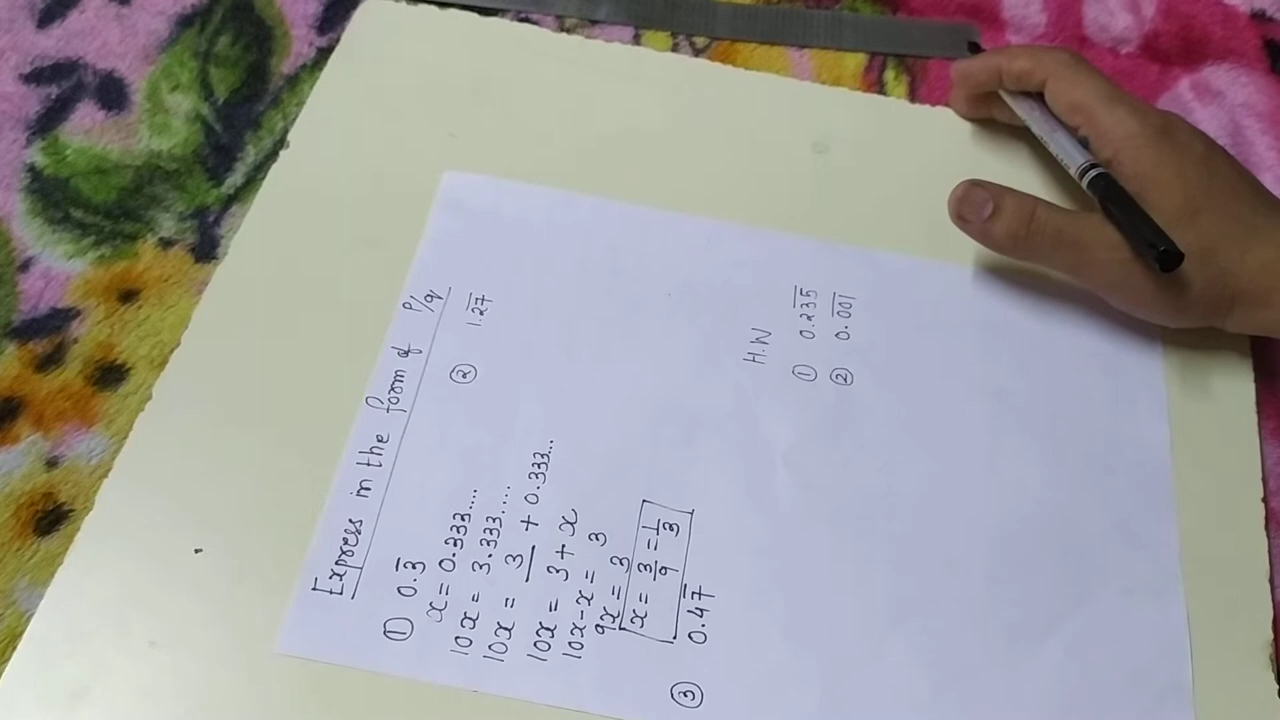 Express in the form of P/q
① 0.3̅
x = 0.333....
10x = 3.333.....
10x = 3 + 0.333...
10x = 3 + x
10x-x = 3
9x = 3
x = 3/9 = 1/3
② 1.2̅7̅
③ 0.47̅
H.W
① 0.23̅5̅
② 0.0̅0̅1̅